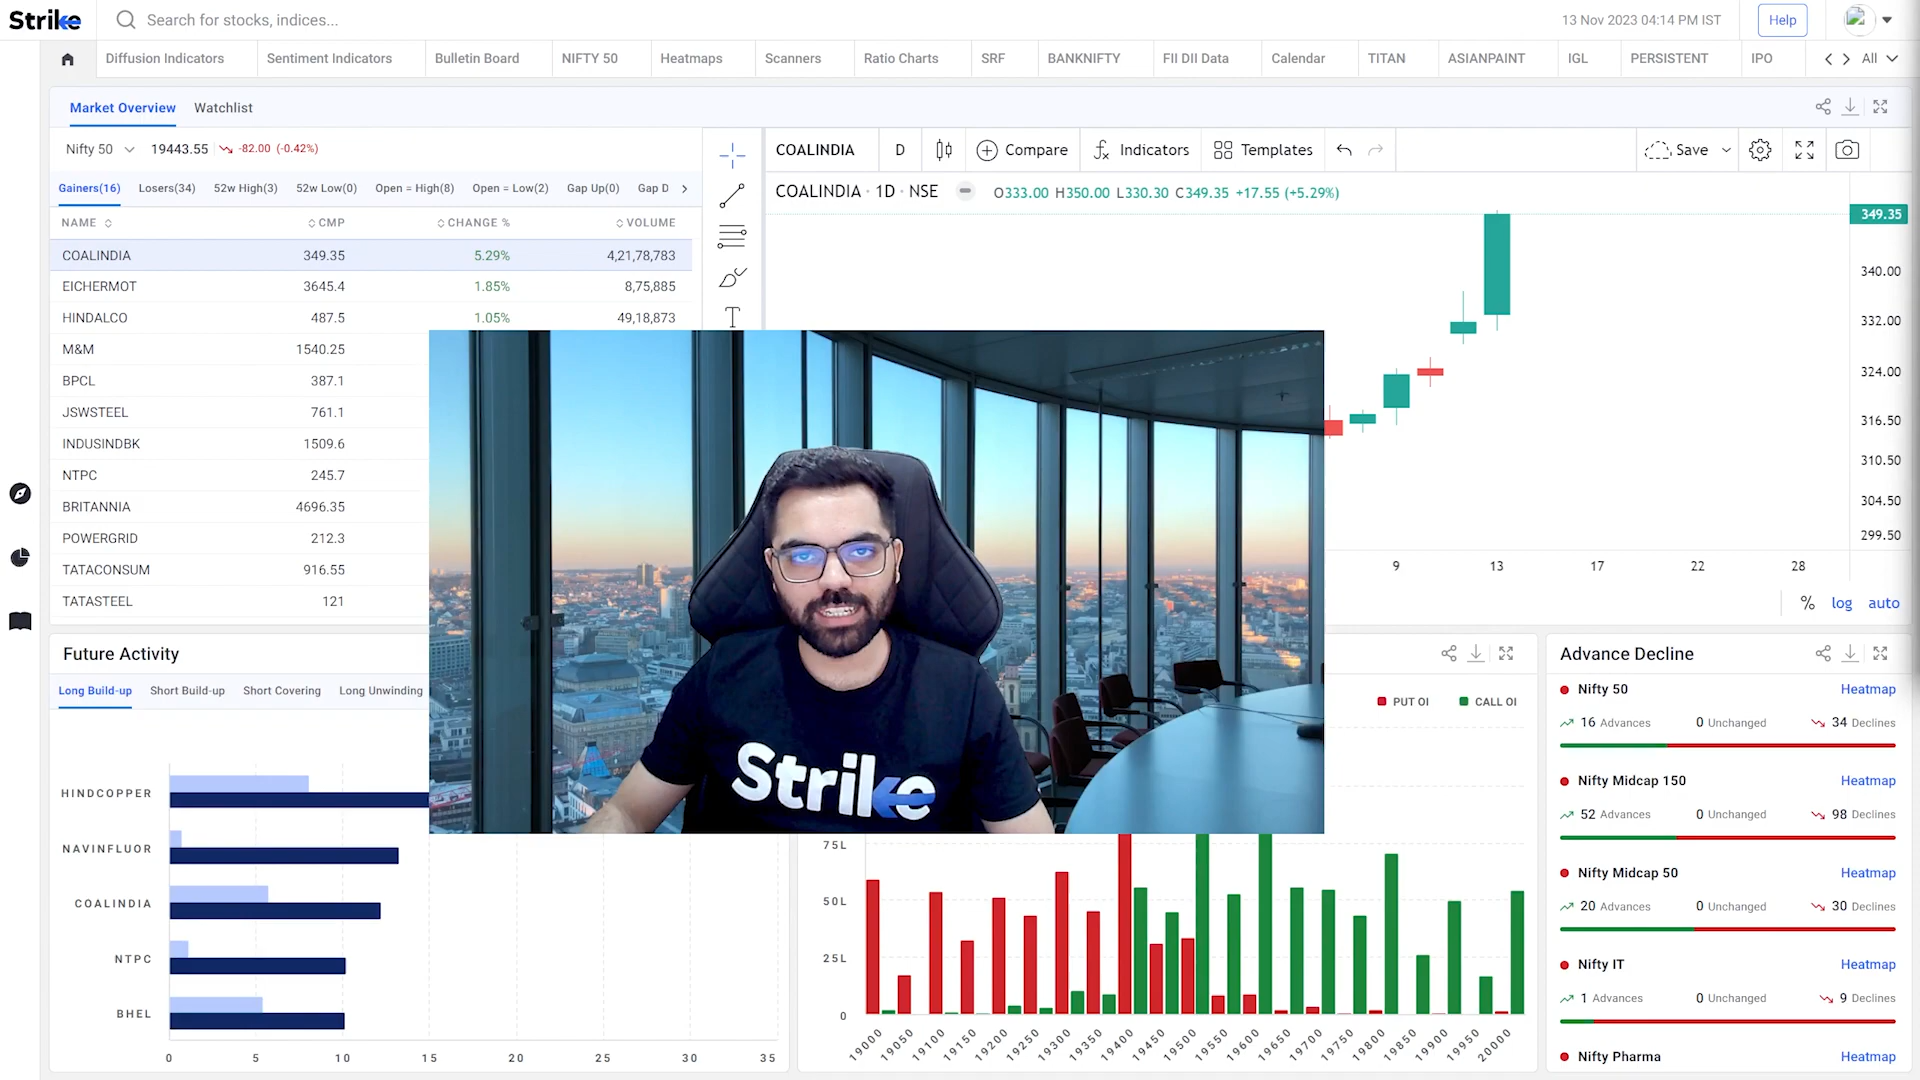 Strike
Search for stocks, indices...
13 Nov 2023 04:14 PM IST
Help
Diffusion Indicators Sentiment Indicators Bulletin Board NIFTY 50 Heatmaps Scanners Ratio Charts SRF BANKNIFTY FII DII Data Calendar TITAN ASIANPAINT IGL PERSISTENT IPO All
Market Overview Watchlist
Nifty 50 19443.55 -82.00 (-0.42%)
Gainers(16) Losers(34) 52w High(3) 52w Low(0) Open = High(8) Open = Low(2) Gap Up(0) Gap D
NAME CMP CHANGE % VOLUME
COALINDIA 349.35 5.29% 4,21,78,783
EICHERMOT 3645.4 1.85% 8,75,885
HINDALCO 487.5 1.05% 49,18,873
M&M 1540.25
BPCL 387.1
JSWSTEEL 761.1
INDUSINDBK 1509.6
NTPC 245.7
BRITANNIA 4696.35
POWERGRID 212.3
TATACONSUM 916.55
TATASTEEL 121
COALINDIA D Compare Indicators Templates Save
COALINDIA · 1D · NSE O333.00 H350.00 L330.30 C349.35 +17.55 (+5.29%)
349.35
340.00
332.00
324.00
316.50
310.50
304.50
299.50
9 13 17 22 28
% log auto
Strike
Future Activity
Long Build-up Short Build-up Short Covering Long Unwinding
HINDCOPPER
NAVINFLUOR
COALINDIA
NTPC
BHEL
0 5 10 15 20 25 30 35
PUT OI CALL OI
75L
50L
25L
0
19000 19050 19100 19150 19200 19250 19300 19350 19400 19450 19500 19550 19600 19650 19700 19750 19800 19850 19900 19950 20000
Advance Decline
Nifty 50 Heatmap
16 Advances 0 Unchanged 34 Declines
Nifty Midcap 150 Heatmap
52 Advances 0 Unchanged 98 Declines
Nifty Midcap 50 Heatmap
20 Advances 0 Unchanged 30 Declines
Nifty IT Heatmap
1 Advances 0 Unchanged 9 Declines
Nifty Pharma Heatmap